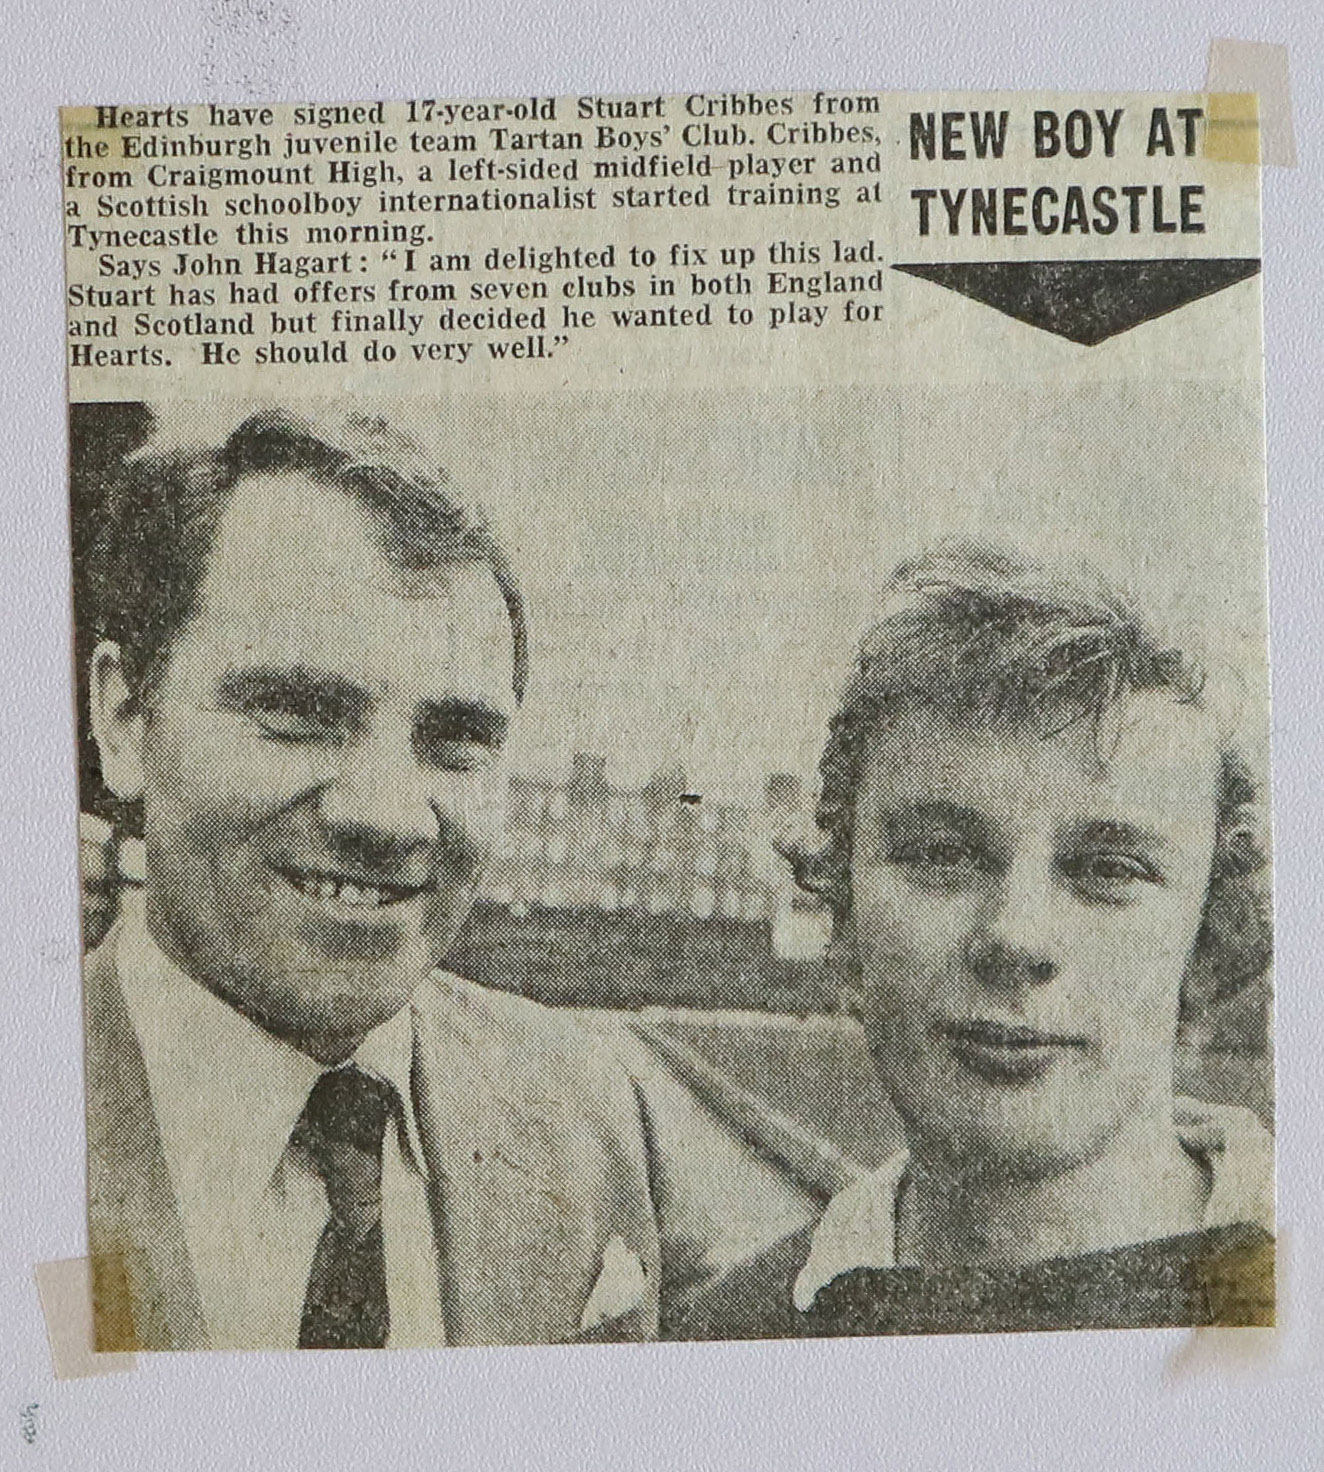 Hearts have signed 17-year-old Stuart Cribbes from
the Edinburgh juvenile team Tartan Boys' Club. Cribbes,
from Craigmount High, a left-sided midfield player and
a Scottish schoolboy internationalist started training at
Tynecastle this morning.
Says John Hagart: “I am delighted to fix up this lad.
Stuart has had offers from seven clubs in both England
and Scotland but finally decided he wanted to play for
Hearts. He should do very well.”
NEW BOY AT
TYNECASTLE